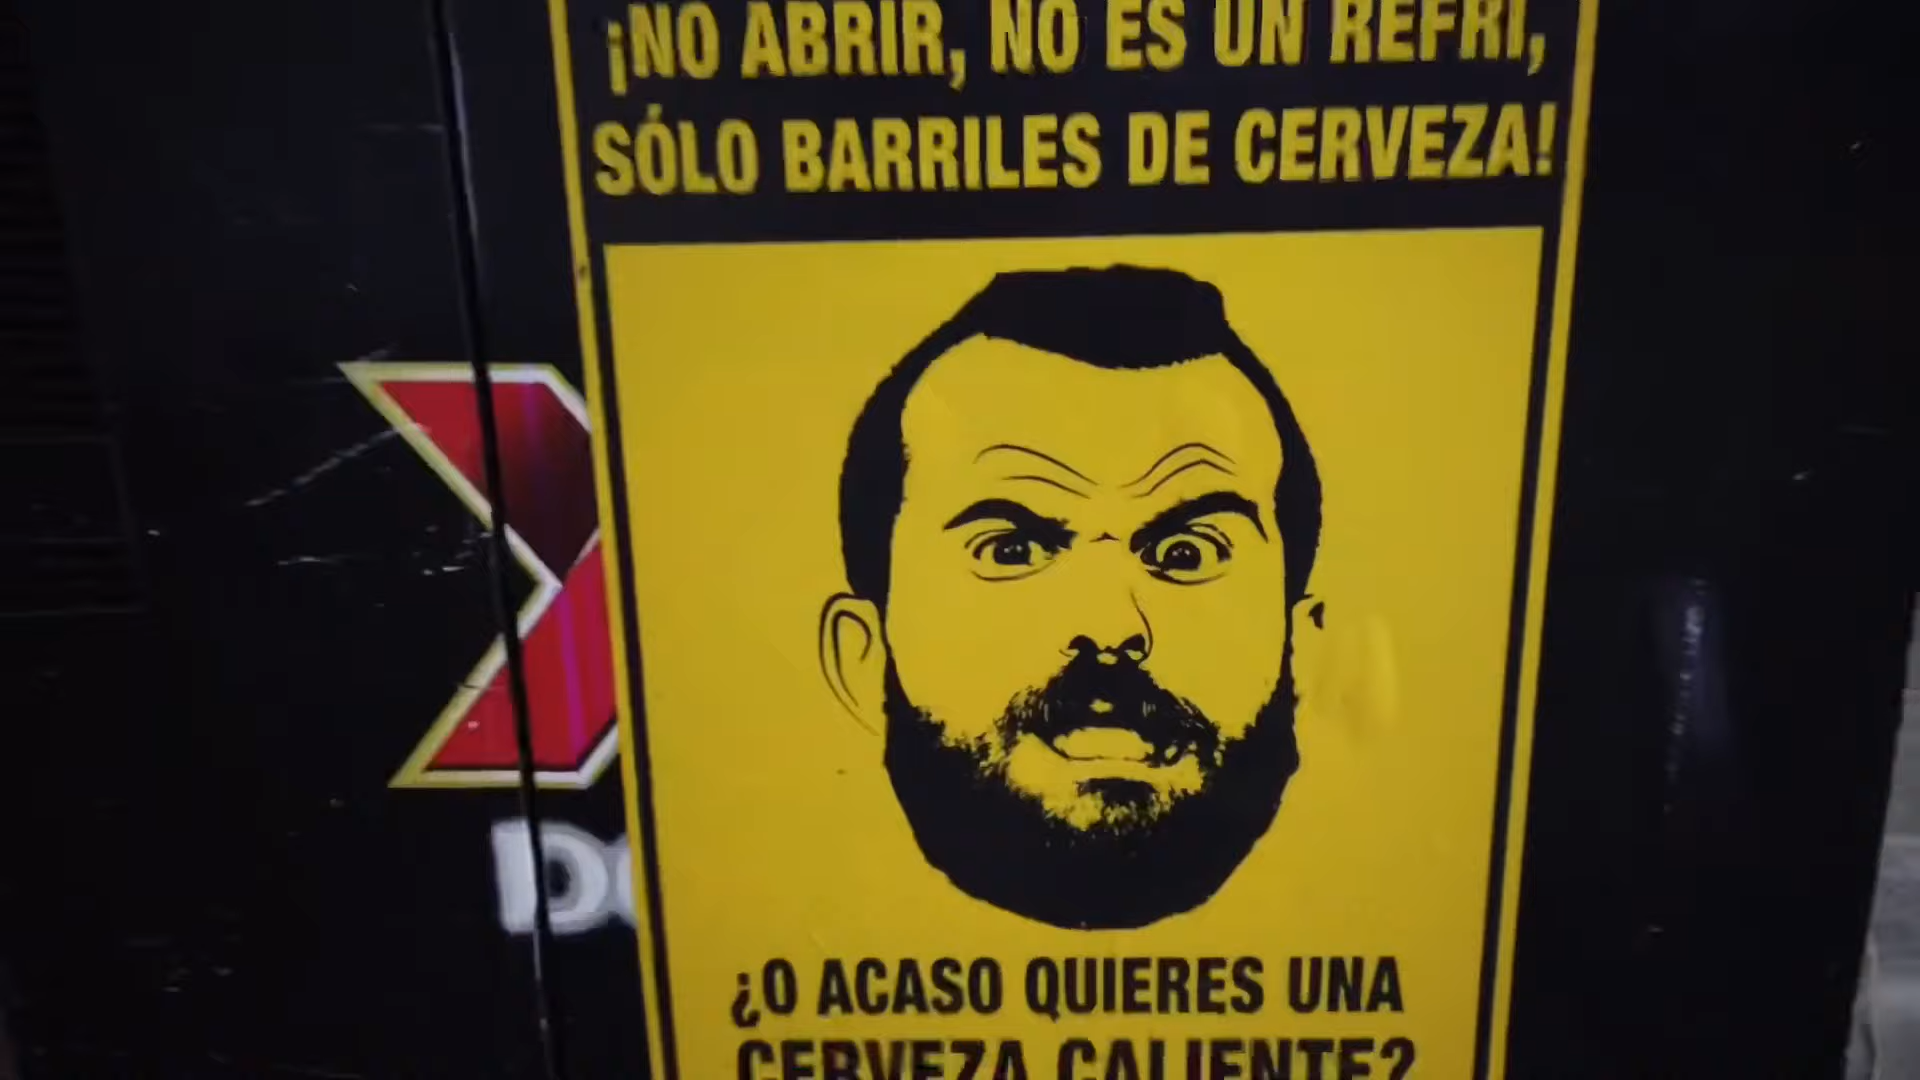 ¡NO ABRIR, NO ES UN REFRI,
SÓLO BARRILES DE CERVEZA!
¿O ACASO QUIERES UNA
CERVEZA CALIENTE?